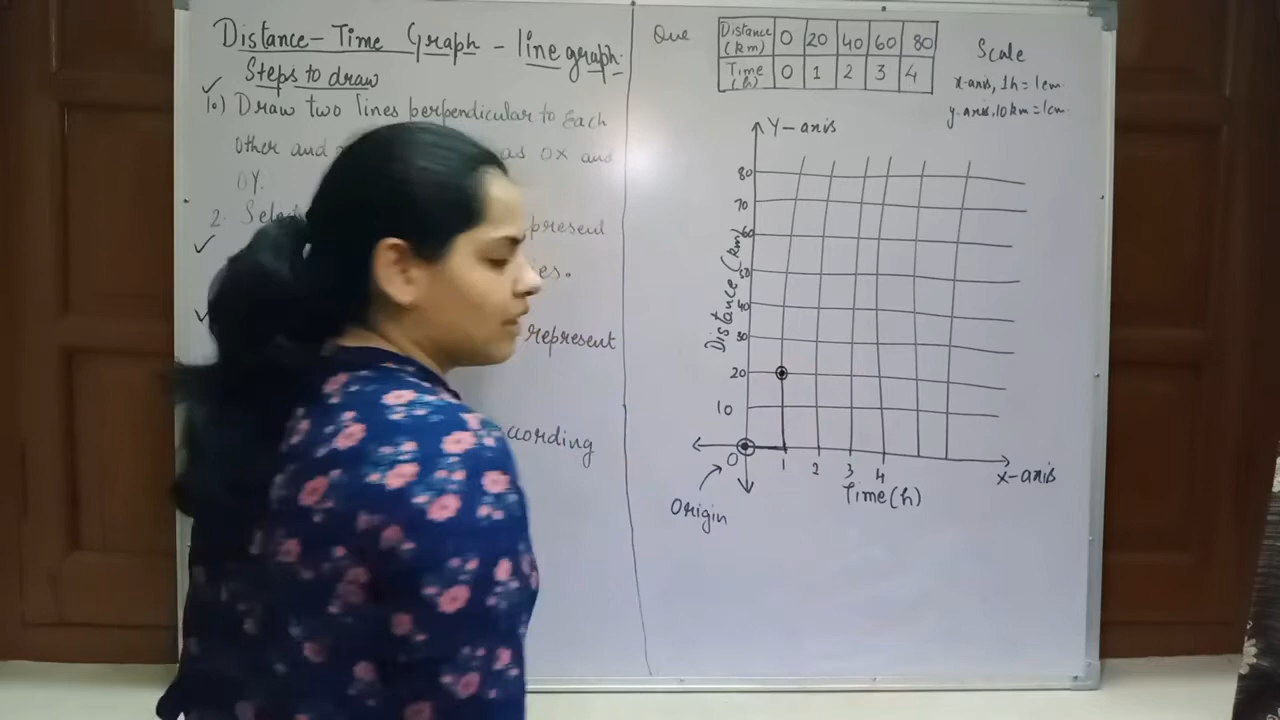 Distance-Time Graph - line graph.
Steps to draw
1.) Draw two lines perpendicular to Each
Other and as OX and
OY.
2. present
es.
represent
cording
Que
Distance (km) 0 20 40 60 80
Time (h) 0 1 2 3 4
Scale
x-axis, 1h = 1cm.
y-axis, 10km = 1cm.
Y-axis
80
70
60
50
40
30
20
10
0
Distance (km)
1 2 3 4
X-axis
Time (h)
Origin